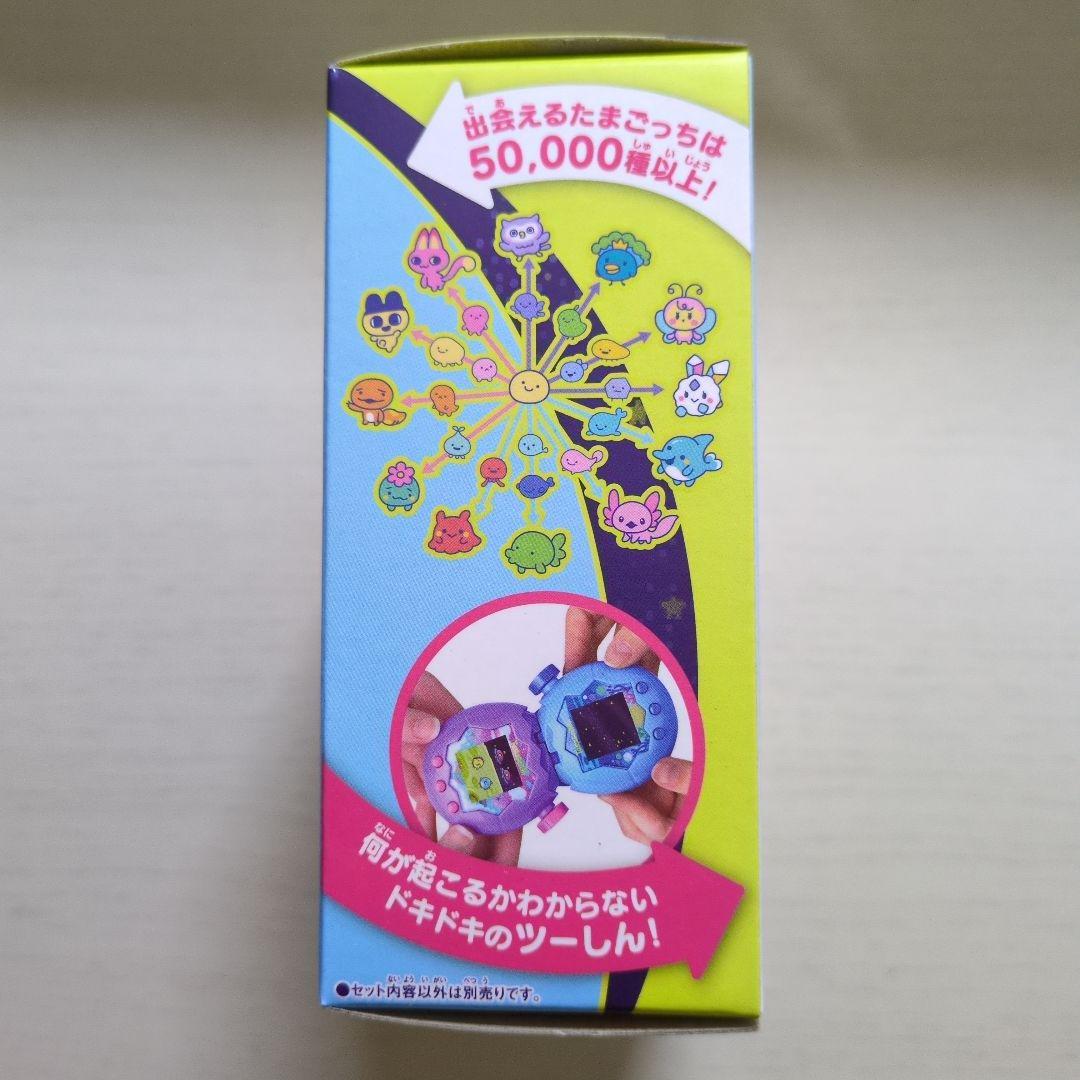 出会えるたまごっちは
50,000種以上!
何が起こるかわからない
ドキドキのツーしん!
●セット内容以外は別売りです。